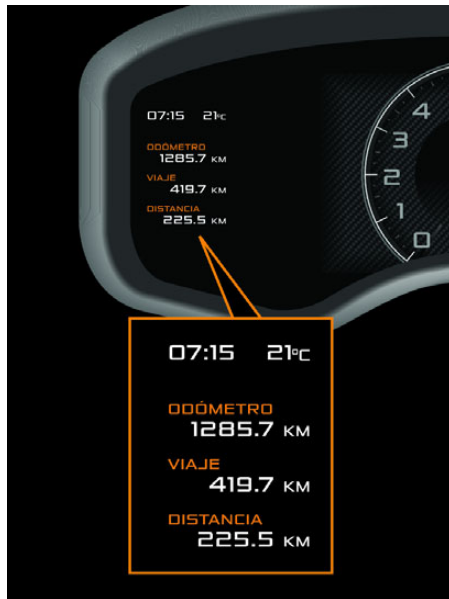 07:15 21°C
ODÓMETRO
1285.7 KM
VIAJE
419.7 KM
DISTANCIA
225.5 KM
4
3
2
1
0
07:15 21°C
ODÓMETRO
1285.7 KM
VIAJE
419.7 KM
DISTANCIA
225.5 KM